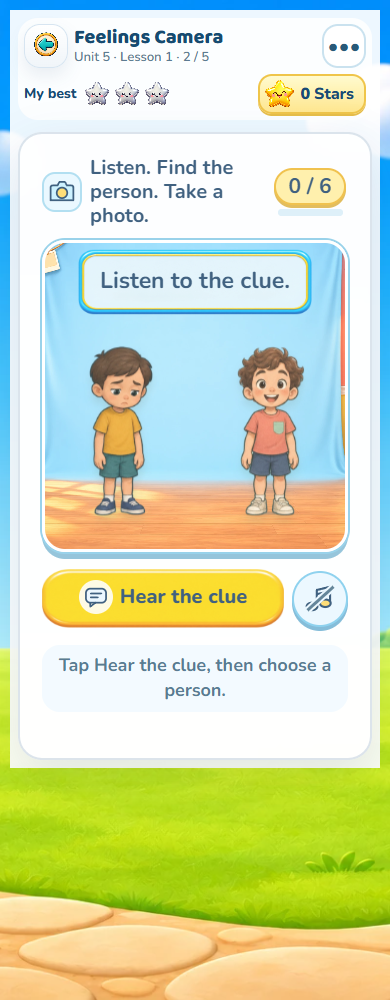 Feelings Camera
Unit 5 · Lesson 1 · 2 / 5
My best
0 Stars
Listen. Find the
person. Take a
photo.
0 / 6
Listen to the clue.
Hear the clue
Tap Hear the clue, then choose a
person.